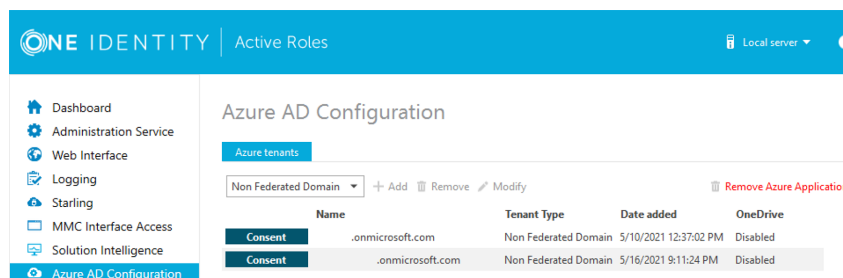 ONE IDENTITY Active Roles Local server
Dashboard
Administration Service
Web Interface
Logging
Starling
MMC Interface Access
Solution Intelligence
Azure AD Configuration
Azure AD Configuration
Azure tenants
Non Federated Domain Add Remove Modify Remove Azure Applicatio
Name Tenant Type Date added OneDrive
Consent .onmicrosoft.com Non Federated Domain 5/10/2021 12:37:02 PM Disabled
Consent .onmicrosoft.com Non Federated Domain 5/16/2021 9:11:24 PM Disabled